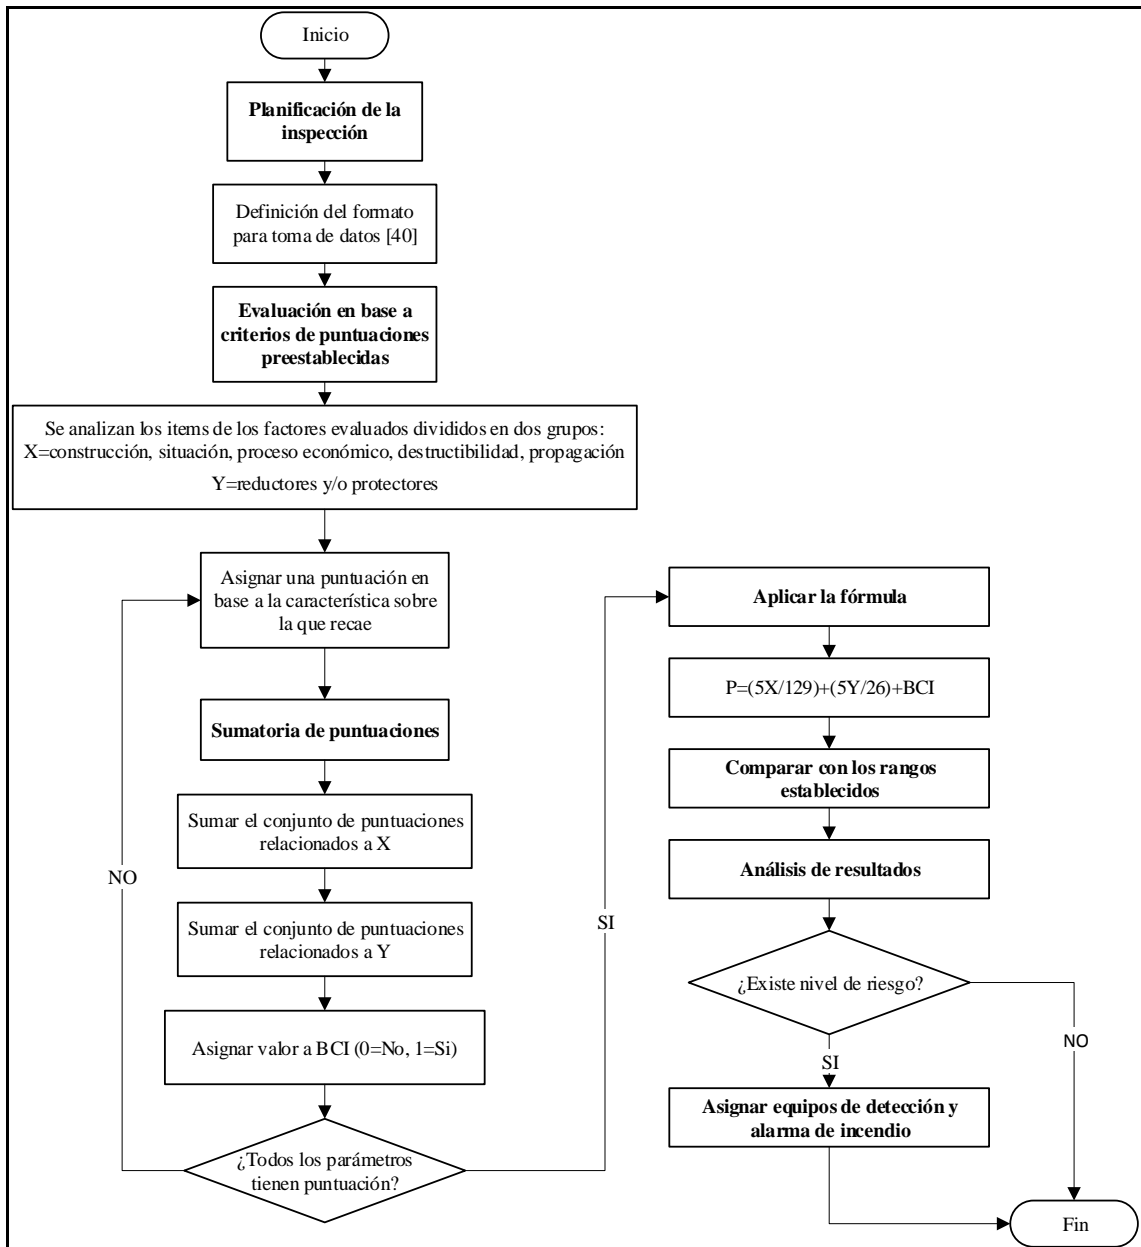 Inicio
Planificación de la
inspección
Definición del formato
para toma de datos [40]
Evaluación en base a
criterios de puntuaciones
preestablecidas
Se analizan los items de los factores evaluados divididos en dos grupos:
X=construcción, situación, proceso económico, destructibilidad, propagación
Y=reductores y/o protectores
Asignar una puntuación en
base a la característica sobre
la que recae
Sumatoria de puntuaciones
Sumar el conjunto de puntuaciones
relacionados a X
Sumar el conjunto de puntuaciones
relacionados a Y
Asignar valor a BCI (0=No, 1=Si)
¿Todos los parámetros
tienen puntuación?
NO
SI
Aplicar la fórmula
P=(5X/129)+(5Y/26)+BCI
Comparar con los rangos
establecidos
Análisis de resultados
¿Existe nivel de riesgo?
SI
NO
Asignar equipos de detección y
alarma de incendio
Fin